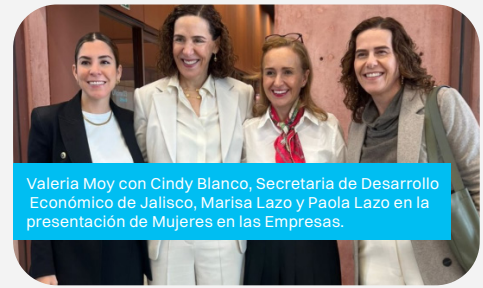 Valeria Moy con Cindy Blanco, Secretaria de Desarrollo
Económico de Jalisco, Marisa Lazo y Paola Lazo en la
presentación de Mujeres en las Empresas.